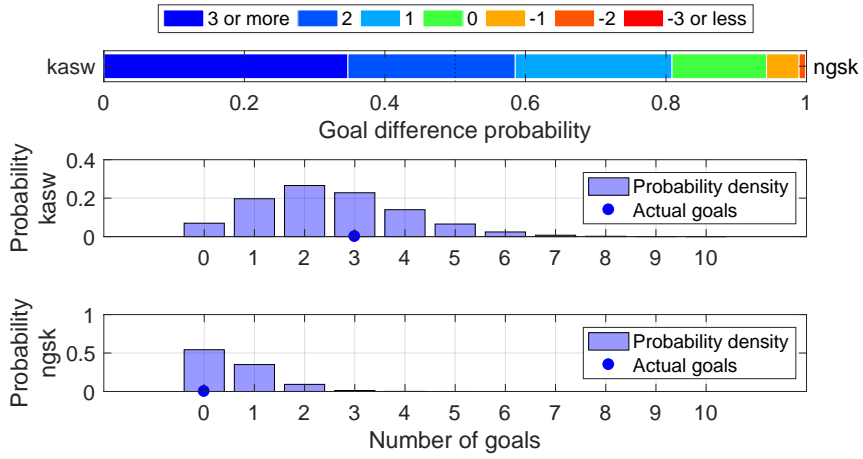 3 or more 2 1 0 -1 -2 -3 or less
kasw ngsk
0 0.2 0.4 0.6 0.8 1
Goal difference probability
Probability
kasw
0.4
0.2
0
Probability density
Actual goals
0 1 2 3 4 5 6 7 8 9 10
Probability
ngsk
1
0.5
0
Probability density
Actual goals
0 1 2 3 4 5 6 7 8 9 10
Number of goals